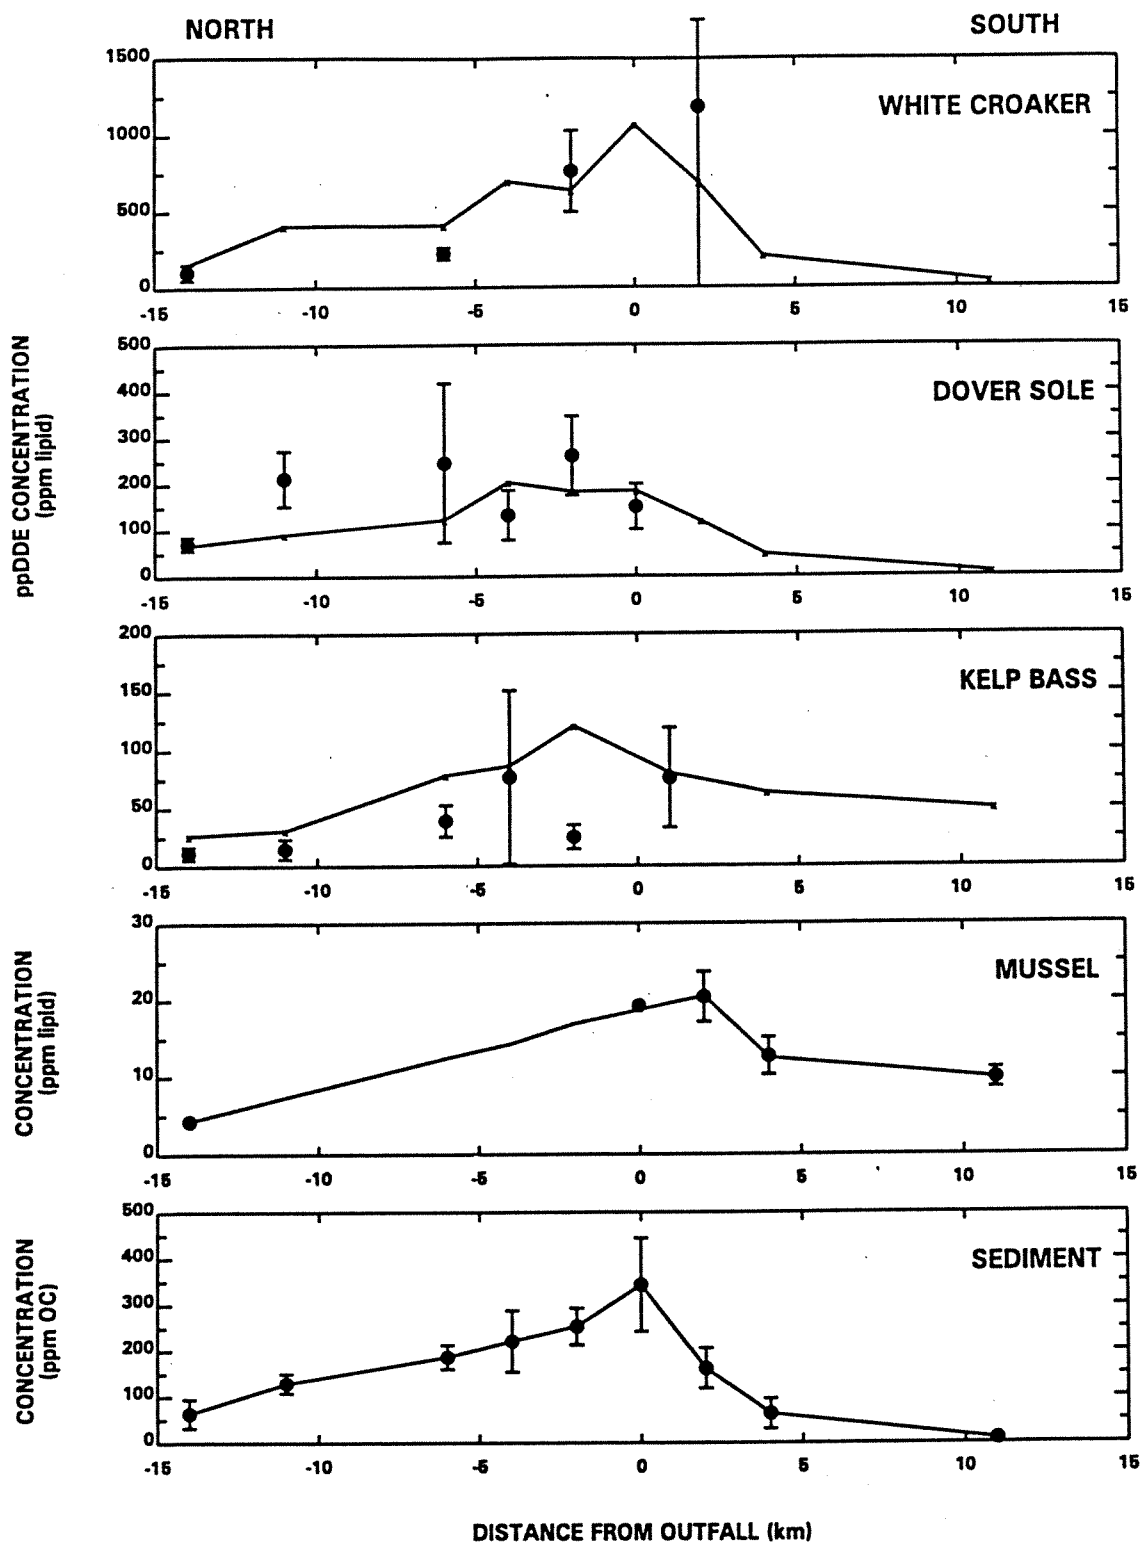 NORTH
SOUTH
WHITE CROAKER
1500
1000
500
0
-15 -10 -5 0 5 10 15
ppDDE CONCENTRATION
(ppm lipid)
DOVER SOLE
500
400
300
200
100
0
-15 -10 -5 0 5 10 15
KELP BASS
200
150
100
50
0
-15 -10 -5 0 5 10 15
CONCENTRATION
(ppm lipid)
MUSSEL
30
20
10
0
-15 -10 -5 0 5 10 15
CONCENTRATION
(ppm OC)
SEDIMENT
500
400
300
200
100
0
-15 -10 -5 0 5 10 15
DISTANCE FROM OUTFALL (km)